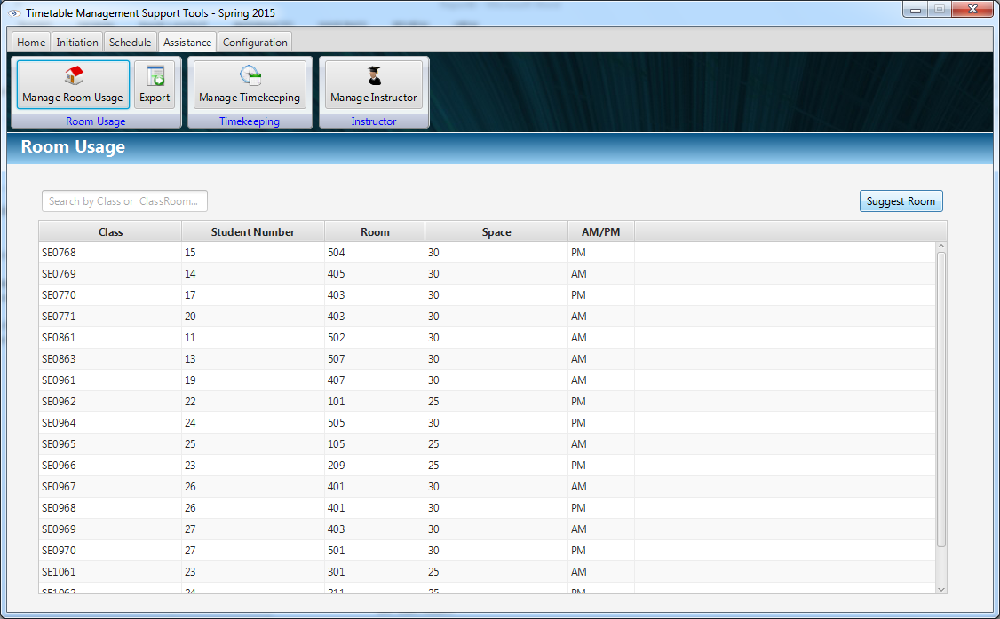 Timetable Management Support Tools - Spring 2015
Home Initiation Schedule Assistance Configuration
Manage Room Usage Export Manage Timekeeping Manage Instructor
Room Usage Timekeeping Instructor
Room Usage
Search by Class or ClassRoom... Suggest Room
Class Student Number Room Space AM/PM
SE0768 15 504 30 PM
SE0769 14 405 30 AM
SE0770 17 403 30 PM
SE0771 20 403 30 AM
SE0861 11 502 30 AM
SE0863 13 507 30 AM
SE0961 19 407 30 AM
SE0962 22 101 25 PM
SE0964 24 505 30 PM
SE0965 25 105 25 AM
SE0966 23 209 25 PM
SE0967 26 401 30 AM
SE0968 26 401 30 PM
SE0969 27 403 30 AM
SE0970 27 501 30 PM
SE1061 23 301 25 AM
SE1062 24 211 25 PM